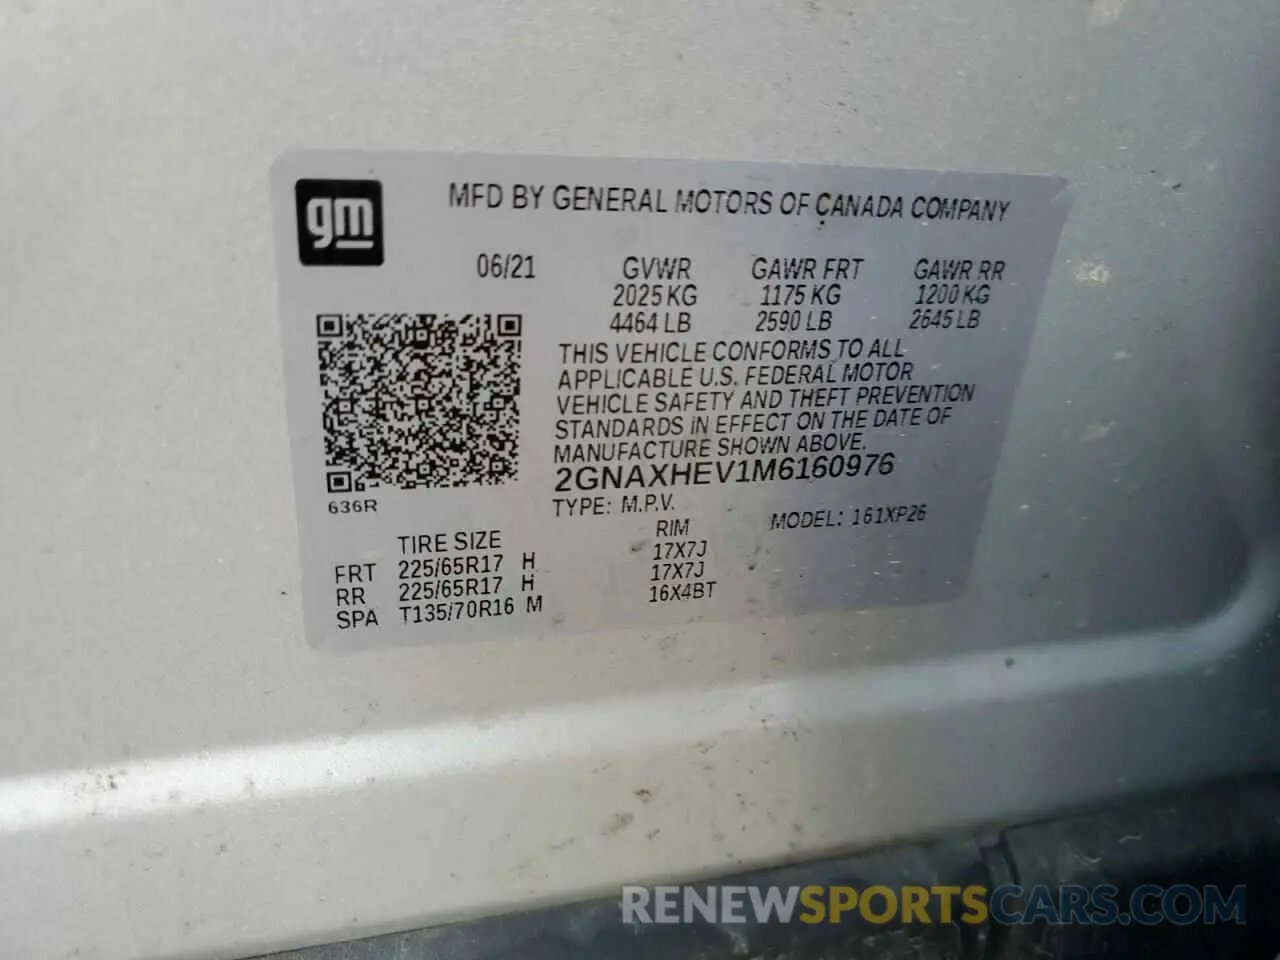 gm
MFD BY GENERAL MOTORS OF CANADA COMPANY
06/21 GVWR GAWR FRT GAWR RR
2025 KG 1175 KG 1200 KG
4464 LB 2590 LB 2645 LB
THIS VEHICLE CONFORMS TO ALL
APPLICABLE U.S. FEDERAL MOTOR
VEHICLE SAFETY AND THEFT PREVENTION
STANDARDS IN EFFECT ON THE DATE OF
MANUFACTURE SHOWN ABOVE.
2GNAXHEV1M6160976
636R
TYPE: M.P.V. MODEL: 161XP26
TIRE SIZE RIM
FRT 225/65R17 H 17X7J
RR 225/65R17 H 17X7J
SPA T135/70R16 M 16X4BT
RENEWSPORTSCARS.COM